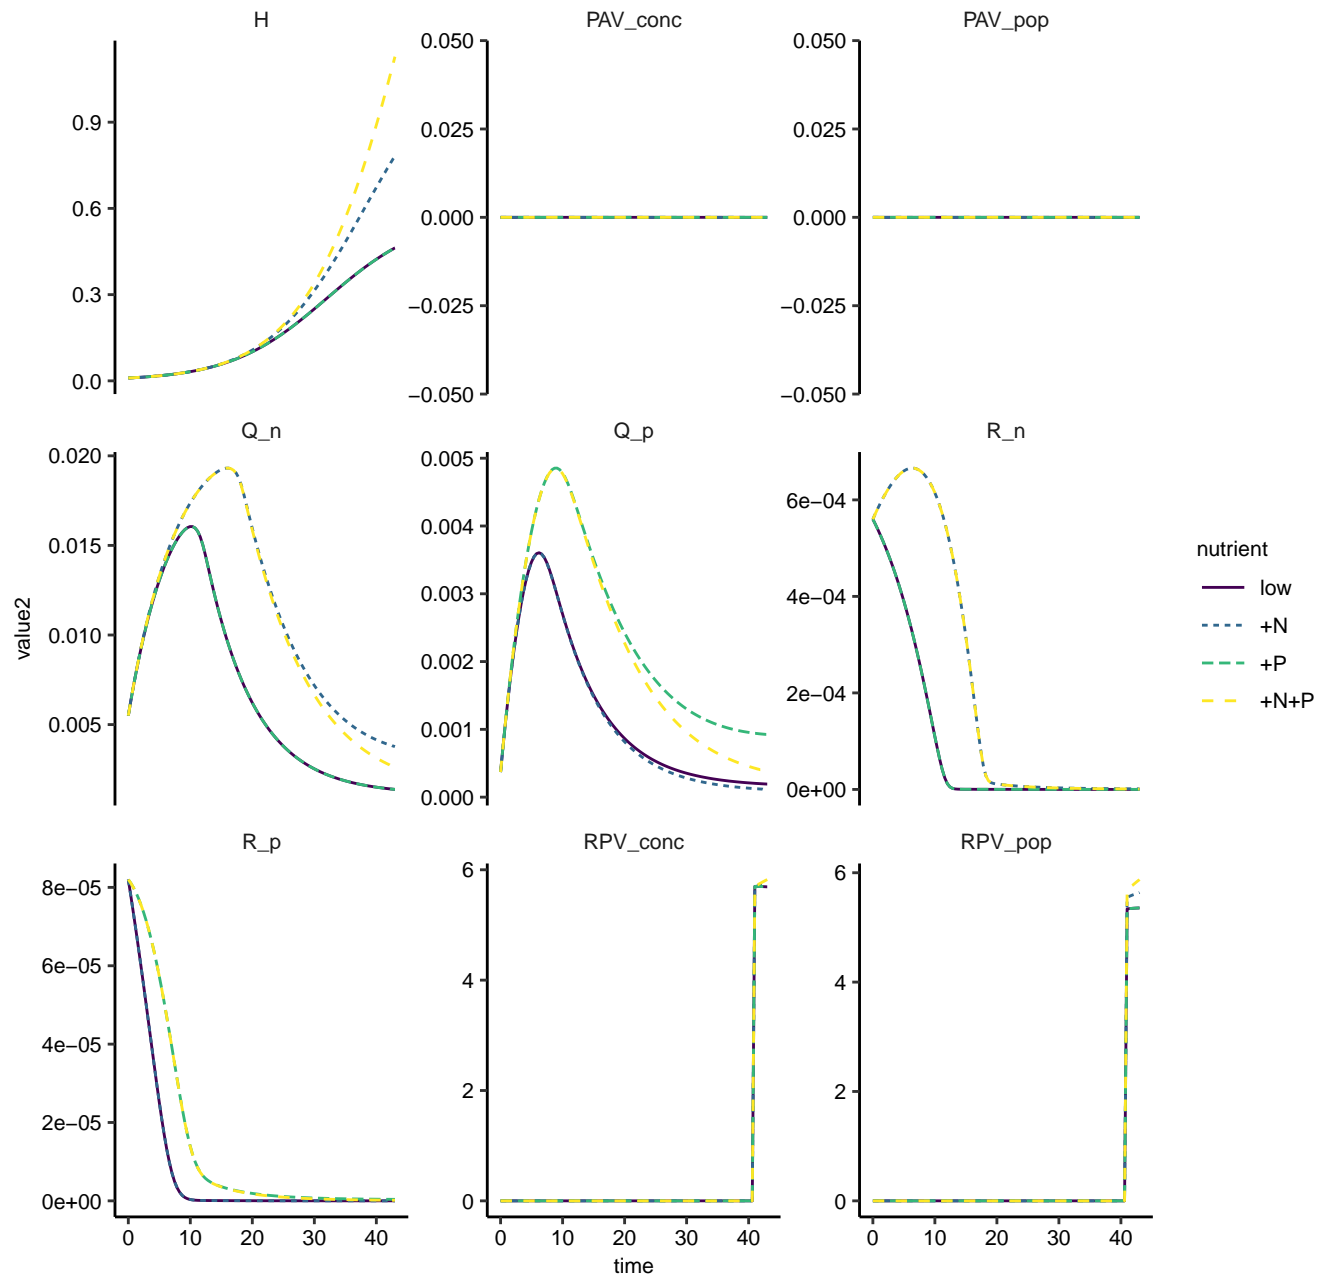 H
PAV_conc
PAV_pop
0.9
0.6
0.3
0.0
0.050
0.025
0.000
−0.025
−0.050
0.050
0.025
0.000
−0.025
−0.050
Q_n
Q_p
R_n
0.020
0.015
0.010
0.005
0.005
0.004
0.003
0.002
0.001
0.000
6e−04
4e−04
2e−04
0e+00
R_p
RPV_conc
RPV_pop
8e−05
6e−05
4e−05
2e−05
0e+00
6
4
2
0
6
4
2
0
0 10 20 30 40
0 10 20 30 40
0 10 20 30 40
time
value2
nutrient
low
+N
+P
+N+P